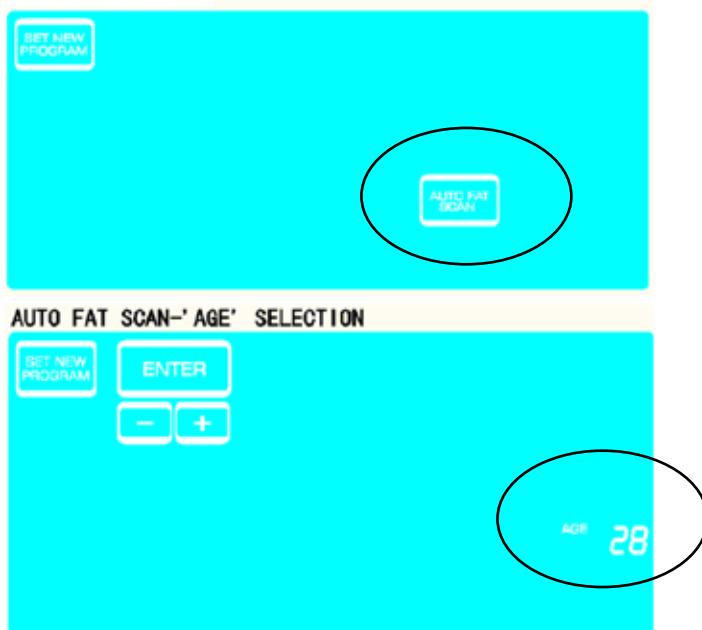 SET NEW
PROGRAM
AUTO FAT
SCAN
AUTO FAT SCAN-'AGE' SELECTION
SET NEW
PROGRAM
ENTER
- +
AGE 28